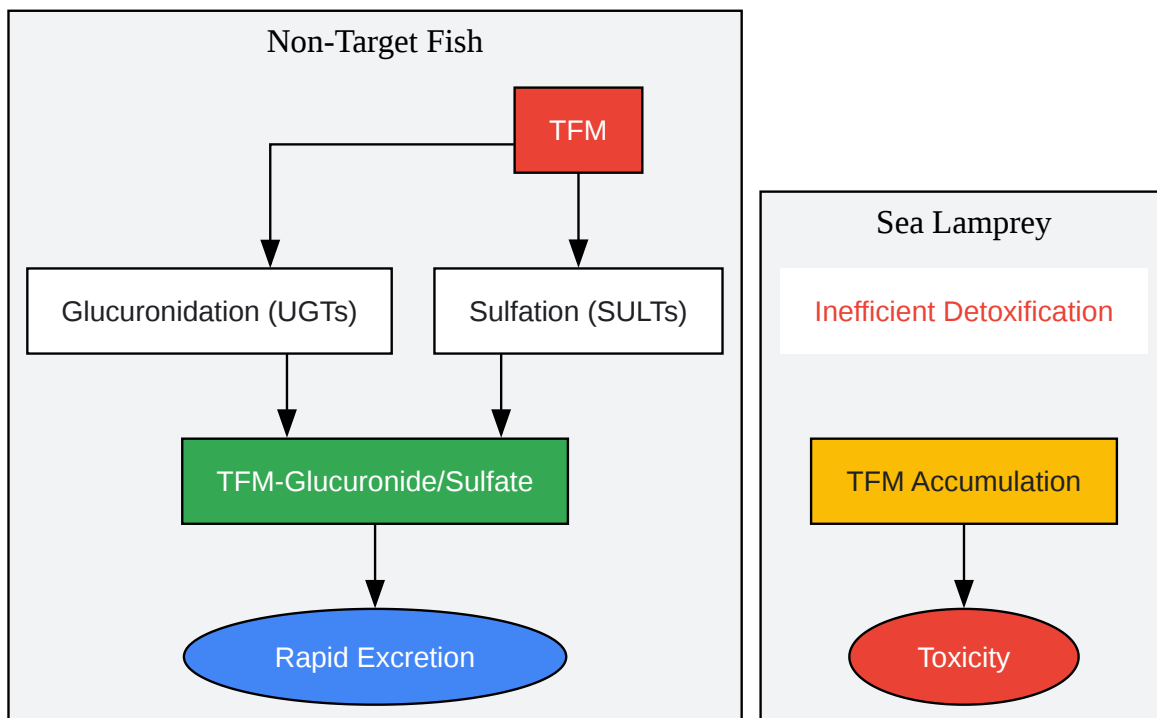 Non-Target Fish
TFM
Glucuronidation (UGTs)
Sulfation (SULTs)
TFM-Glucuronide/Sulfate
Rapid Excretion
Sea Lamprey
Inefficient Detoxification
TFM Accumulation
Toxicity